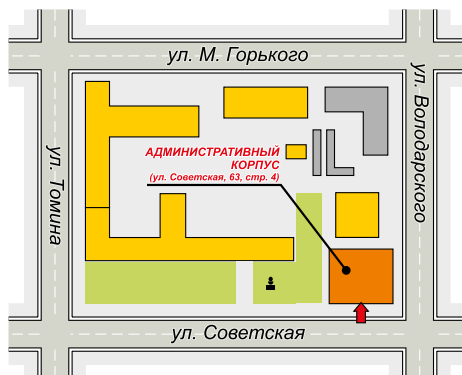 ул. М. Горького
ул. Володарского
АДМИНИСТРАТИВНЫЙ
КОРПУС
(ул. Советская, 63, стр. 4)
ул. Томина
ул. Советская